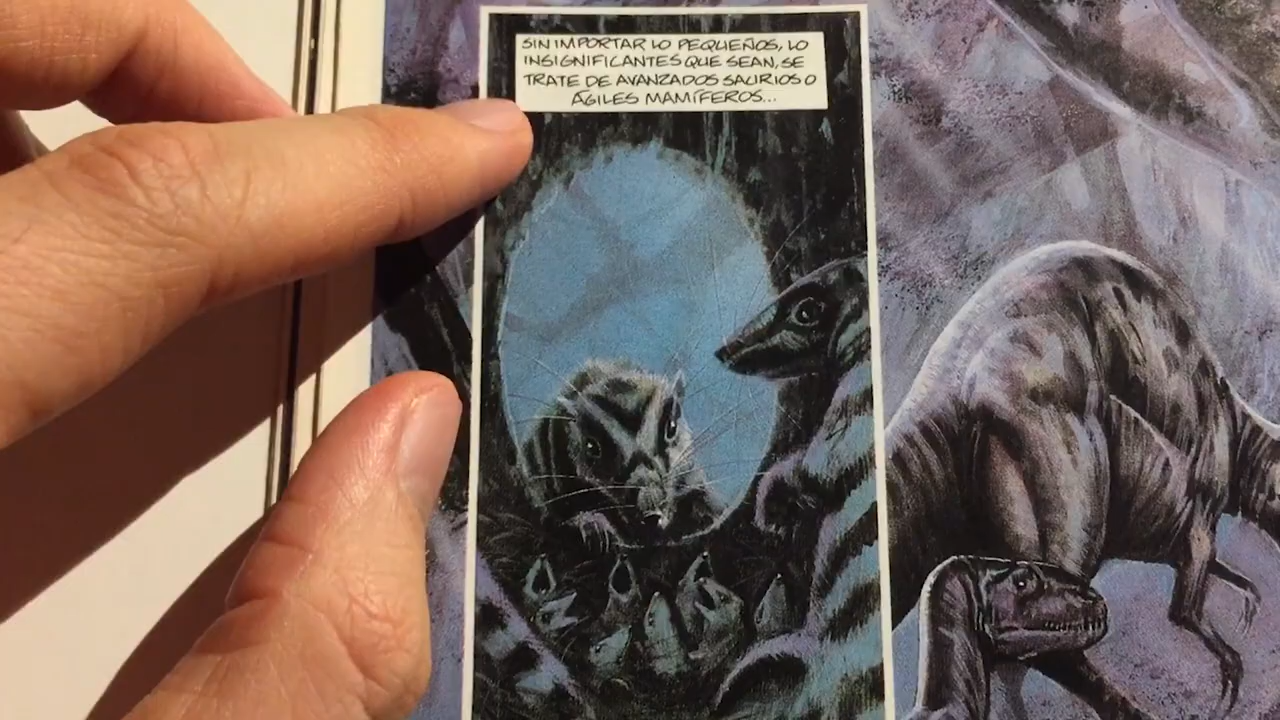 SIN IMPORTAR LO PEQUEÑOS, LO
INSIGNIFICANTES QUE SEAN, SE
TRATE DE AVANZADOS SAURIOS O
ÁGILES MAMÍFEROS...